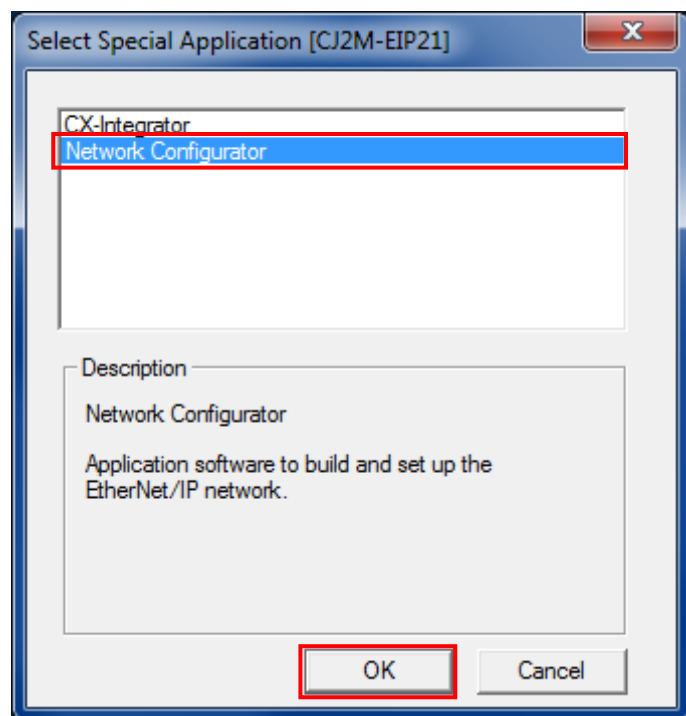 Select Special Application [CJ2M-EIP21]
CX-Integrator
Network Configurator
Description
Network Configurator
Application software to build and set up the
EtherNet/IP network.
OK
Cancel